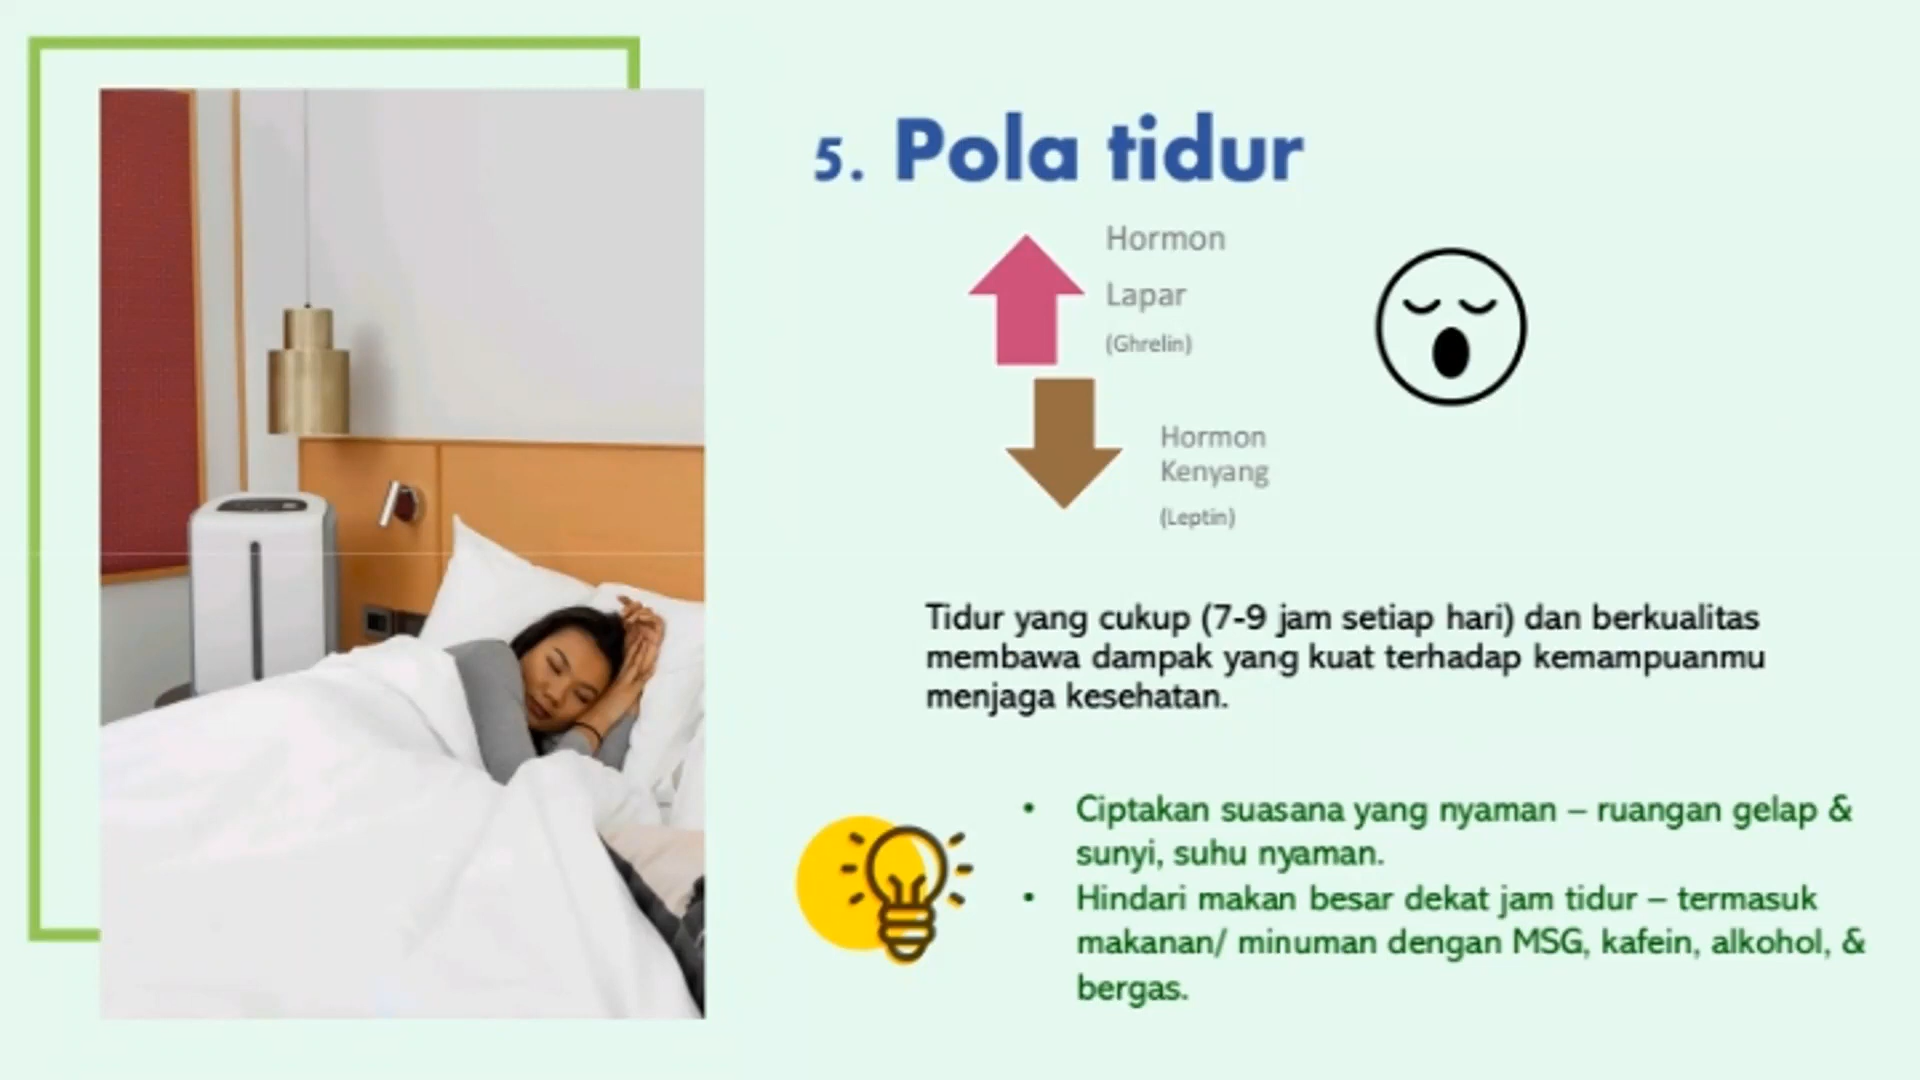 5. Pola tidur
Hormon
Lapar
(Ghrelin)
Hormon
Kenyang
(Leptin)
Tidur yang cukup (7-9 jam setiap hari) dan berkualitas
membawa dampak yang kuat terhadap kemampuanmu
menjaga kesehatan.
• Ciptakan suasana yang nyaman – ruangan gelap &
sunyi, suhu nyaman.
• Hindari makan besar dekat jam tidur – termasuk
makanan/ minuman dengan MSG, kafein, alkohol, &
bergas.